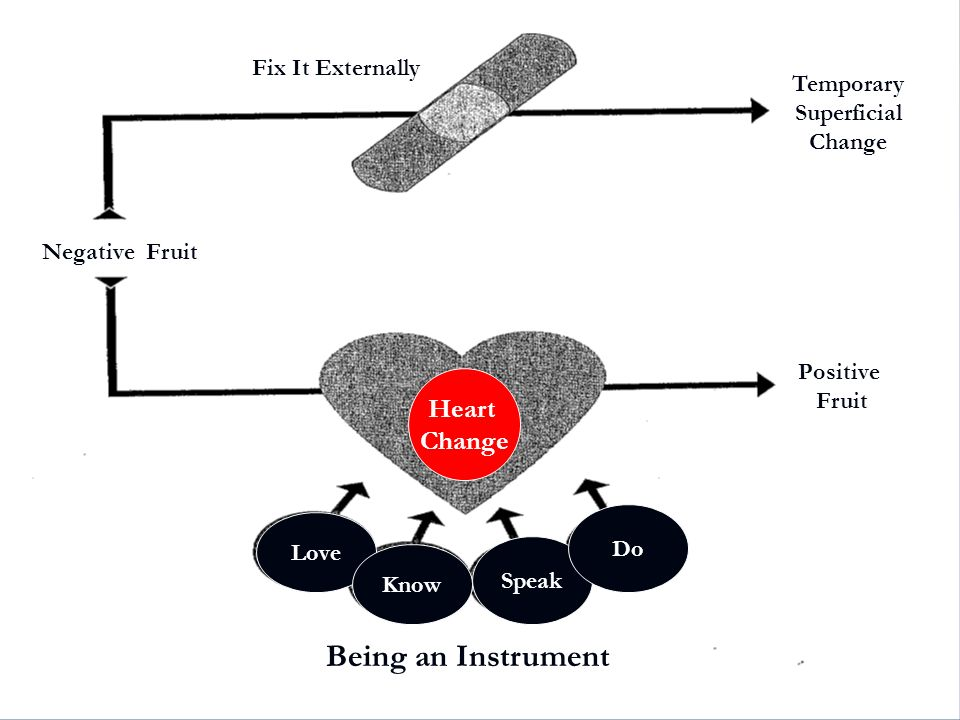 Fix It Externally
Temporary
Superficial
Change
Negative Fruit
Positive
Fruit
Heart
Change
Love
Know
Speak
Do
Being an Instrument